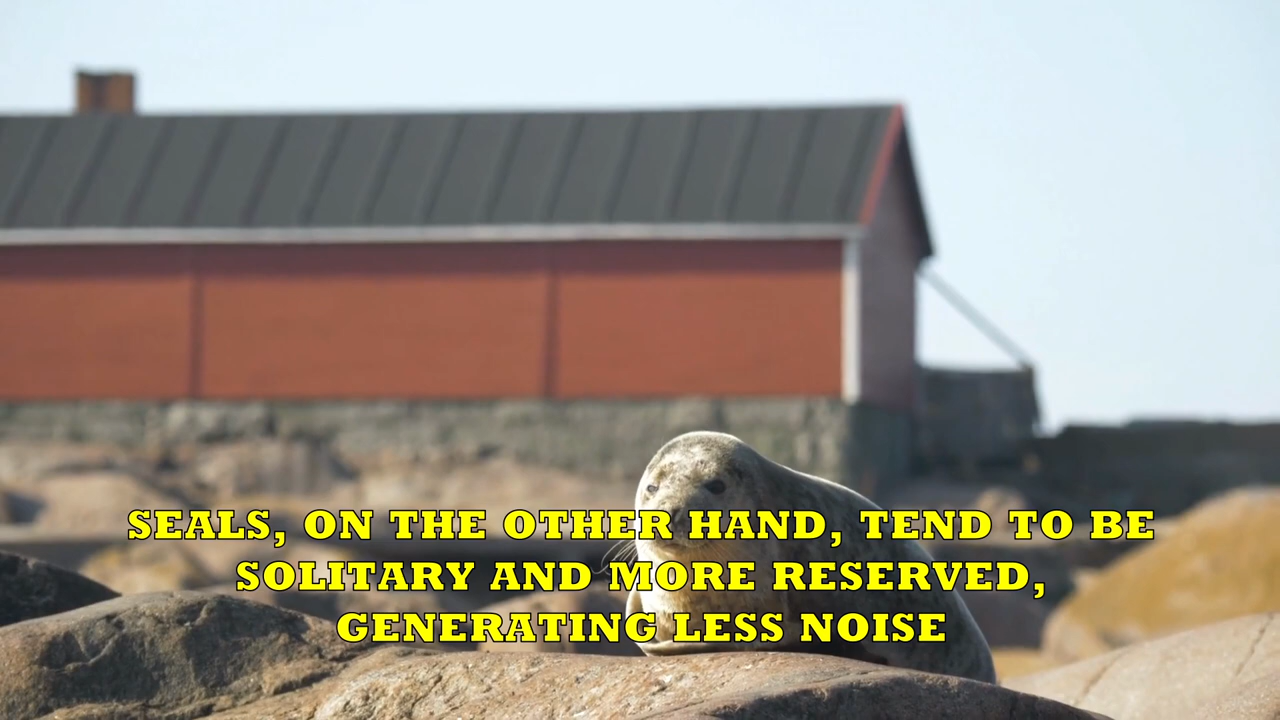 SEALS, ON THE OTHER HAND, TEND TO BE
SOLITARY AND MORE RESERVED,
GENERATING LESS NOISE